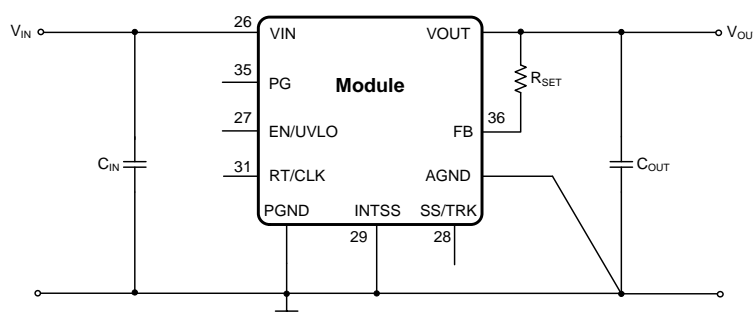 26
V_IN
VIN
VOUT
V_OU
35
PG
Module
R_SET
27
36
EN/UVLO
FB
C_IN
31
RT/CLK
AGND
C_OUT
PGND
INTSS
SS/TRK
29
28